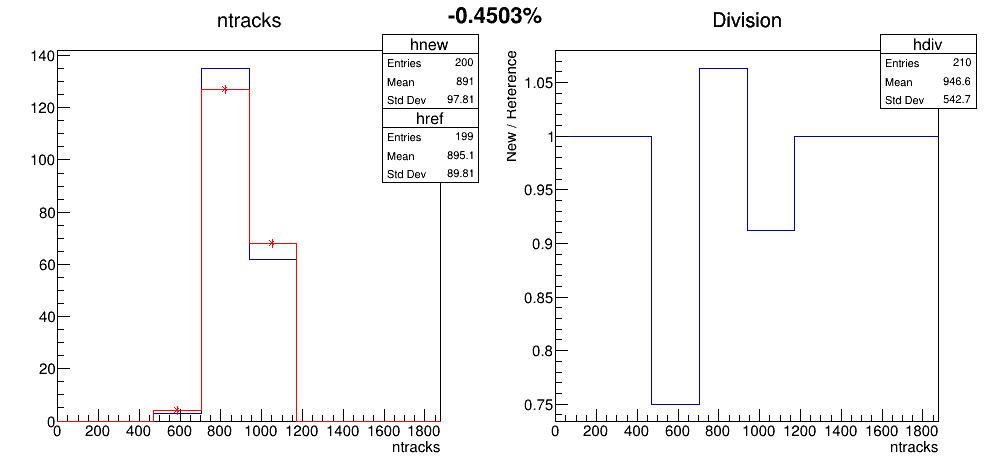 -0.4503%
ntracks
hnew
Entries 200
Mean 891
Std Dev 97.81
href
Entries 199
Mean 895.1
Std Dev 89.81
140
120
100
80
60
40
20
0
0 200 400 600 800 1000 1200 1400 1600 1800
ntracks
Division
hdiv
Entries 210
Mean 946.6
Std Dev 542.7
New / Reference
1.05
1
0.95
0.9
0.85
0.8
0.75
0 200 400 600 800 1000 1200 1400 1600 1800
ntracks